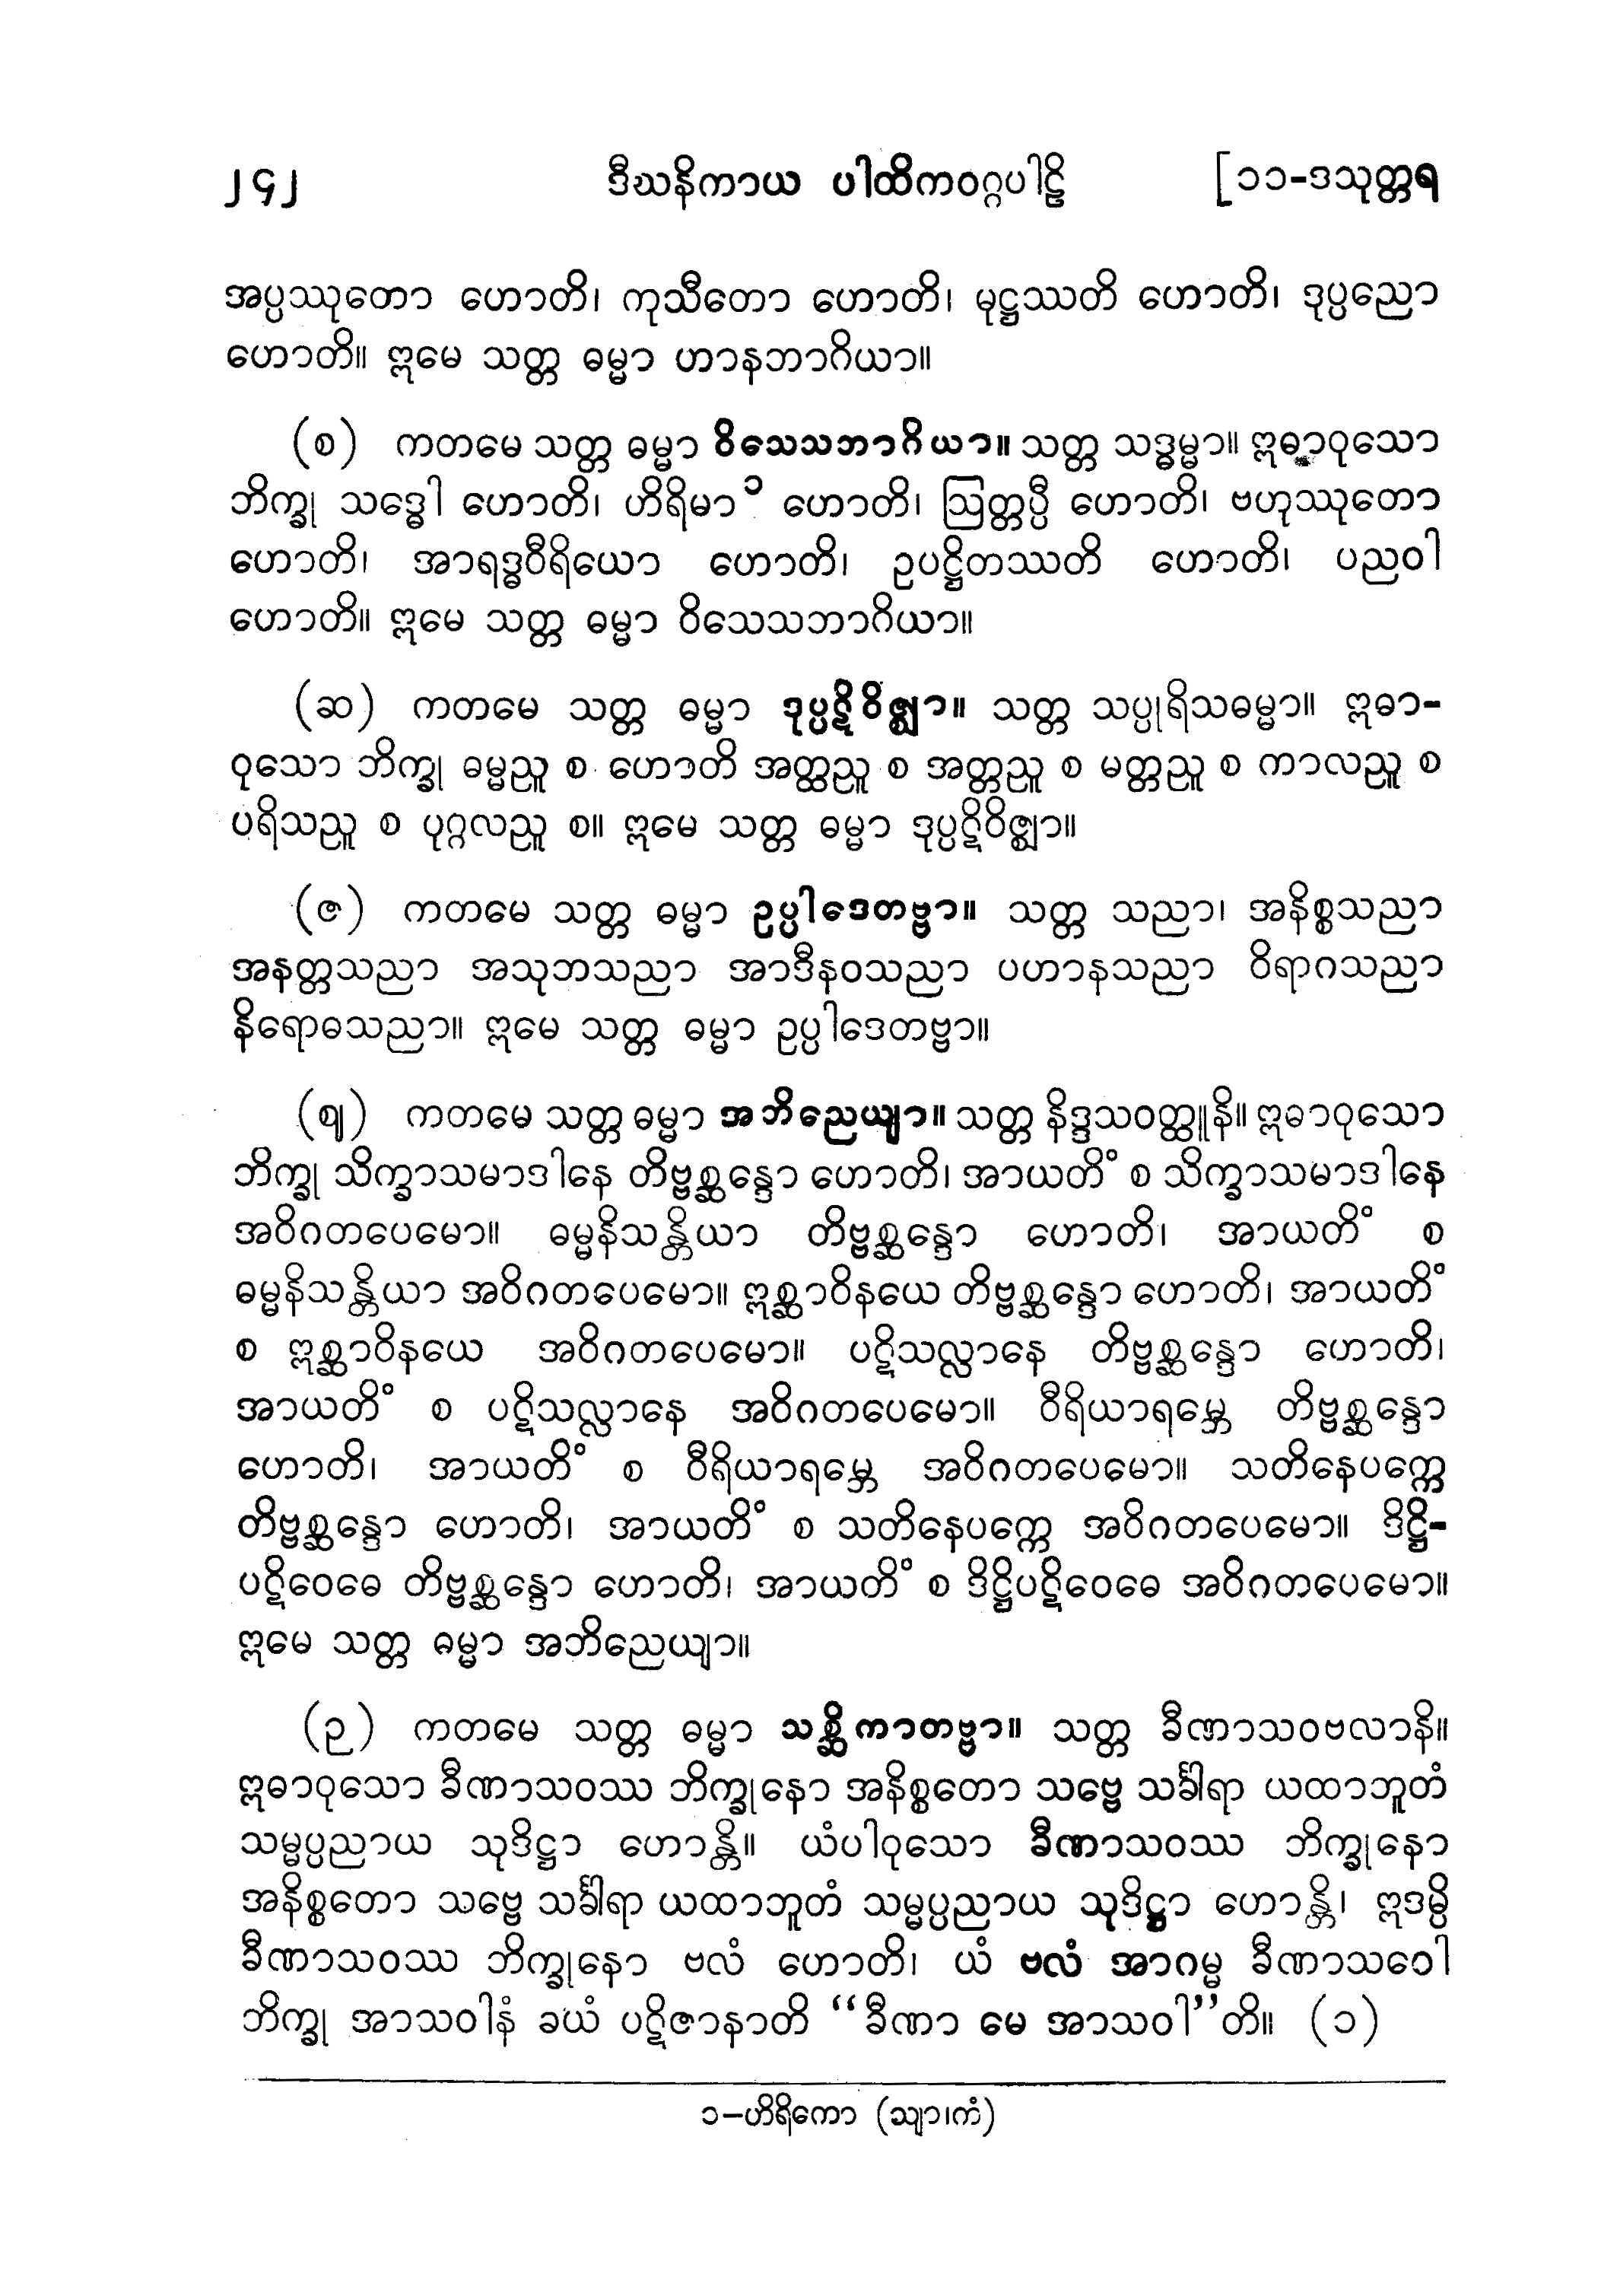 ၂၄၂ ဒီဃနိကာယ ပါထိကဝဂ္ဂပါဠိ [၁၁-ဒသုတ္တရ
အပ္ပဿုတော ဟောတိ၊ ကုသီတော ဟောတိ၊ မုဋ္ဌဿတိ ဟောတိ၊ ဒုပ္ပညော
ဟောတိ။ ဣမေ သတ္တ ဓမ္မာ ဟာနဘာဂိယာ။
(စ) ကတမေ သတ္တ ဓမ္မာ ဝိသေသဘာဂိယာ။ သတ္တ သဒ္ဓမ္မာ။ ဣဓာဝုသော
ဘိက္ခု သဒ္ဓေါ ဟောတိ၊ ဟိရိမာ ၁ ဟောတိ၊ ဩတ္တပ္ပီ ဟောတိ၊ ဗဟုဿုတော
ဟောတိ၊ အာရဒ္ဓဝီရိယော ဟောတိ၊ ဥပဋ္ဌိတဿတိ ဟောတိ၊ ပညဝါ
ဟောတိ။ ဣမေ သတ္တ ဓမ္မာ ဝိသေသဘာဂိယာ။
(ဆ) ကတမေ သတ္တ ဓမ္မာ ဒုပ္ပဋိဝိဇ္ဈာ။ သတ္တ သပ္ပုရိသဓမ္မာ။ ဣဓာ-
ဝုသော ဘိက္ခု ဓမ္မညူ စ ဟောတိ အတ္ထညူ စ အတ္တညူ စ မတ္တညူ စ ကာလညူ စ
ပရိသညူ စ ပုဂ္ဂလညူ စ။ ဣမေ သတ္တ ဓမ္မာ ဒုပ္ပဋိဝိဇ္ဈာ။
(ဇ) ကတမေ သတ္တ ဓမ္မာ ဥပ္ပါဒေတဗ္ဗာ။ သတ္တ သညာ၊ အနိစ္စသညာ
အနတ္တသညာ အသုဘသညာ အာဒီနဝသညာ ပဟာနသညာ ဝိရာဂသညာ
နိရောဓသညာ။ ဣမေ သတ္တ ဓမ္မာ ဥပ္ပါဒေတဗ္ဗာ။
(ဈ) ကတမေ သတ္တ ဓမ္မာ အဘိညေယျာ။ သတ္တ နိဒ္ဒသဝတ္ထူနိ။ ဣဓာဝုသော
ဘိက္ခု သိက္ခာသမာဒါနေ တိဗ္ဗစ္ဆန္ဒော ဟောတိ၊ အာယတိံ စ သိက္ခာသမာဒါနေ
အဝိဂတပေမော။ ဓမ္မနိသန္တိယာ တိဗ္ဗစ္ဆန္ဒော ဟောတိ၊ အာယတိံ စ
ဓမ္မနိသန္တိယာ အဝိဂတပေမော။ ဣစ္ဆာဝိနယေ တိဗ္ဗစ္ဆန္ဒော ဟောတိ၊ အာယတိံ
စ ဣစ္ဆာဝိနယေ အဝိဂတပေမော။ ပဋိသလ္လာနေ တိဗ္ဗစ္ဆန္ဒော ဟောတိ၊
အာယတိံ စ ပဋိသလ္လာနေ အဝိဂတပေမော။ ဝီရိယာရမ္ဘေ တိဗ္ဗစ္ဆန္ဒော
ဟောတိ၊ အာယတိံ စ ဝီရိယာရမ္ဘေ အဝိဂတပေမော။ သတိနေပက္ကေ
တိဗ္ဗစ္ဆန္ဒော ဟောတိ၊ အာယတိံ စ သတိနေပက္ကေ အဝိဂတပေမော။ ဒိဋ္ဌိ-
ပဋိဝေဓေ တိဗ္ဗစ္ဆန္ဒော ဟောတိ၊ အာယတိံ စ ဒိဋ္ဌိပဋိဝေဓေ အဝိဂတပေမော။
ဣမေ သတ္တ ဓမ္မာ အဘိညေယျာ။
(ဉ) ကတမေ သတ္တ ဓမ္မာ သစ္ဆိကာတဗ္ဗာ။ သတ္တ ခီဏာသဝဗလာနိ။
ဣဓာဝုသော ခီဏာသဝဿ ဘိက္ခုနော အနိစ္စတော သဗ္ဗေ သင်္ခါရာ ယထာဘူတံ
သမ္မပ္ပညာယ သုဒိဋ္ဌာ ဟောန္တိ။ ယံပါဝုသော ခီဏာသဝဿ ဘိက္ခုနော
အနိစ္စတော သဗ္ဗေ သင်္ခါရာ ယထာဘူတံ သမ္မပ္ပညာယ သုဒိဋ္ဌာ ဟောန္တိ၊ ဣဒမ္ပိ
ခီဏာသဝဿ ဘိက္ခုနော ဗလံ ဟောတိ၊ ယံ ဗလံ အာဂမ္မ ခီဏာသဝေါ
ဘိက္ခု အာသဝါနံ ခယံ ပဋိဇာနာတိ “ခီဏာ မေ အာသဝါ”တိ။ (၁)
၁–ဟိရိကော (သျာ၊ကံ)